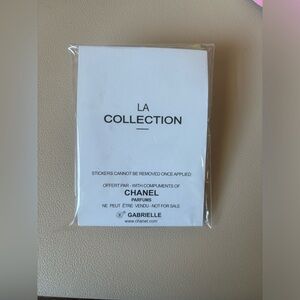 LA
COLLECTION
STICKERS CANNOT BE REMOVED ONCE APPLIED
OFFERT PAR - WITH COMPLIMENTS OF
CHANEL
PARFUMS
NE PEUT ÊTRE VENDU - NOT FOR SALE
GABRIELLE
www.chanel.com